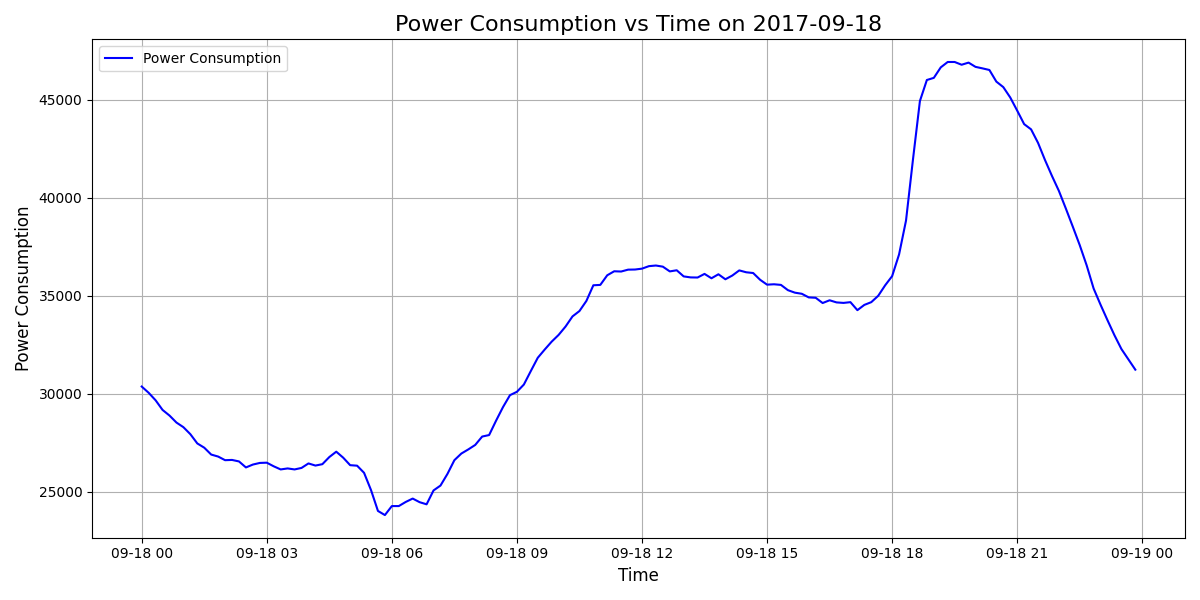 Power Consumption vs Time on 2017-09-18
Power Consumption
45000
40000
35000
30000
25000
Power Consumption
09-18 00 09-18 03 09-18 06 09-18 09 09-18 12 09-18 15 09-18 18 09-18 21 09-19 00
Time